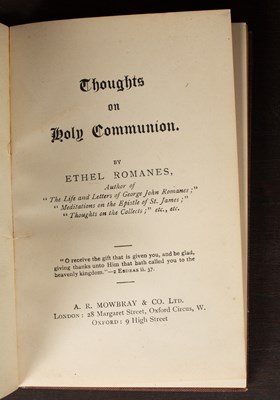 Thoughts
on
Holy Communion.
BY
ETHEL ROMANES,
Author of
"The Life and Letters of George John Romanes;"
"Meditations on the Epistle of St. James;"
"Thoughts on the Collects;" etc., etc.
"O receive the gift that is given you, and be glad,
giving thanks unto Him that hath called you to the
heavenly kingdom."—2 ESDRAS ii. 37.
A. R. MOWBRAY & CO. LTD.
LONDON: 28 Margaret Street, Oxford Circus, W.
OXFORD: 9 High Street